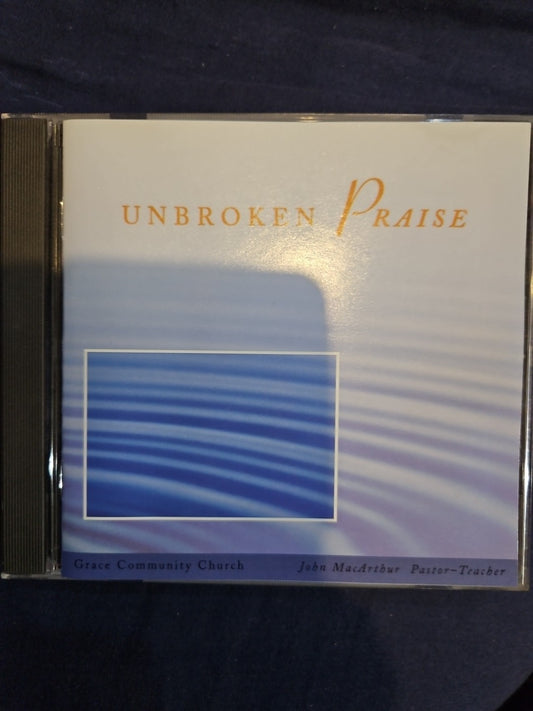 UNBROKEN PRAISE
Grace Community Church John MacArthur Pastor-Teacher